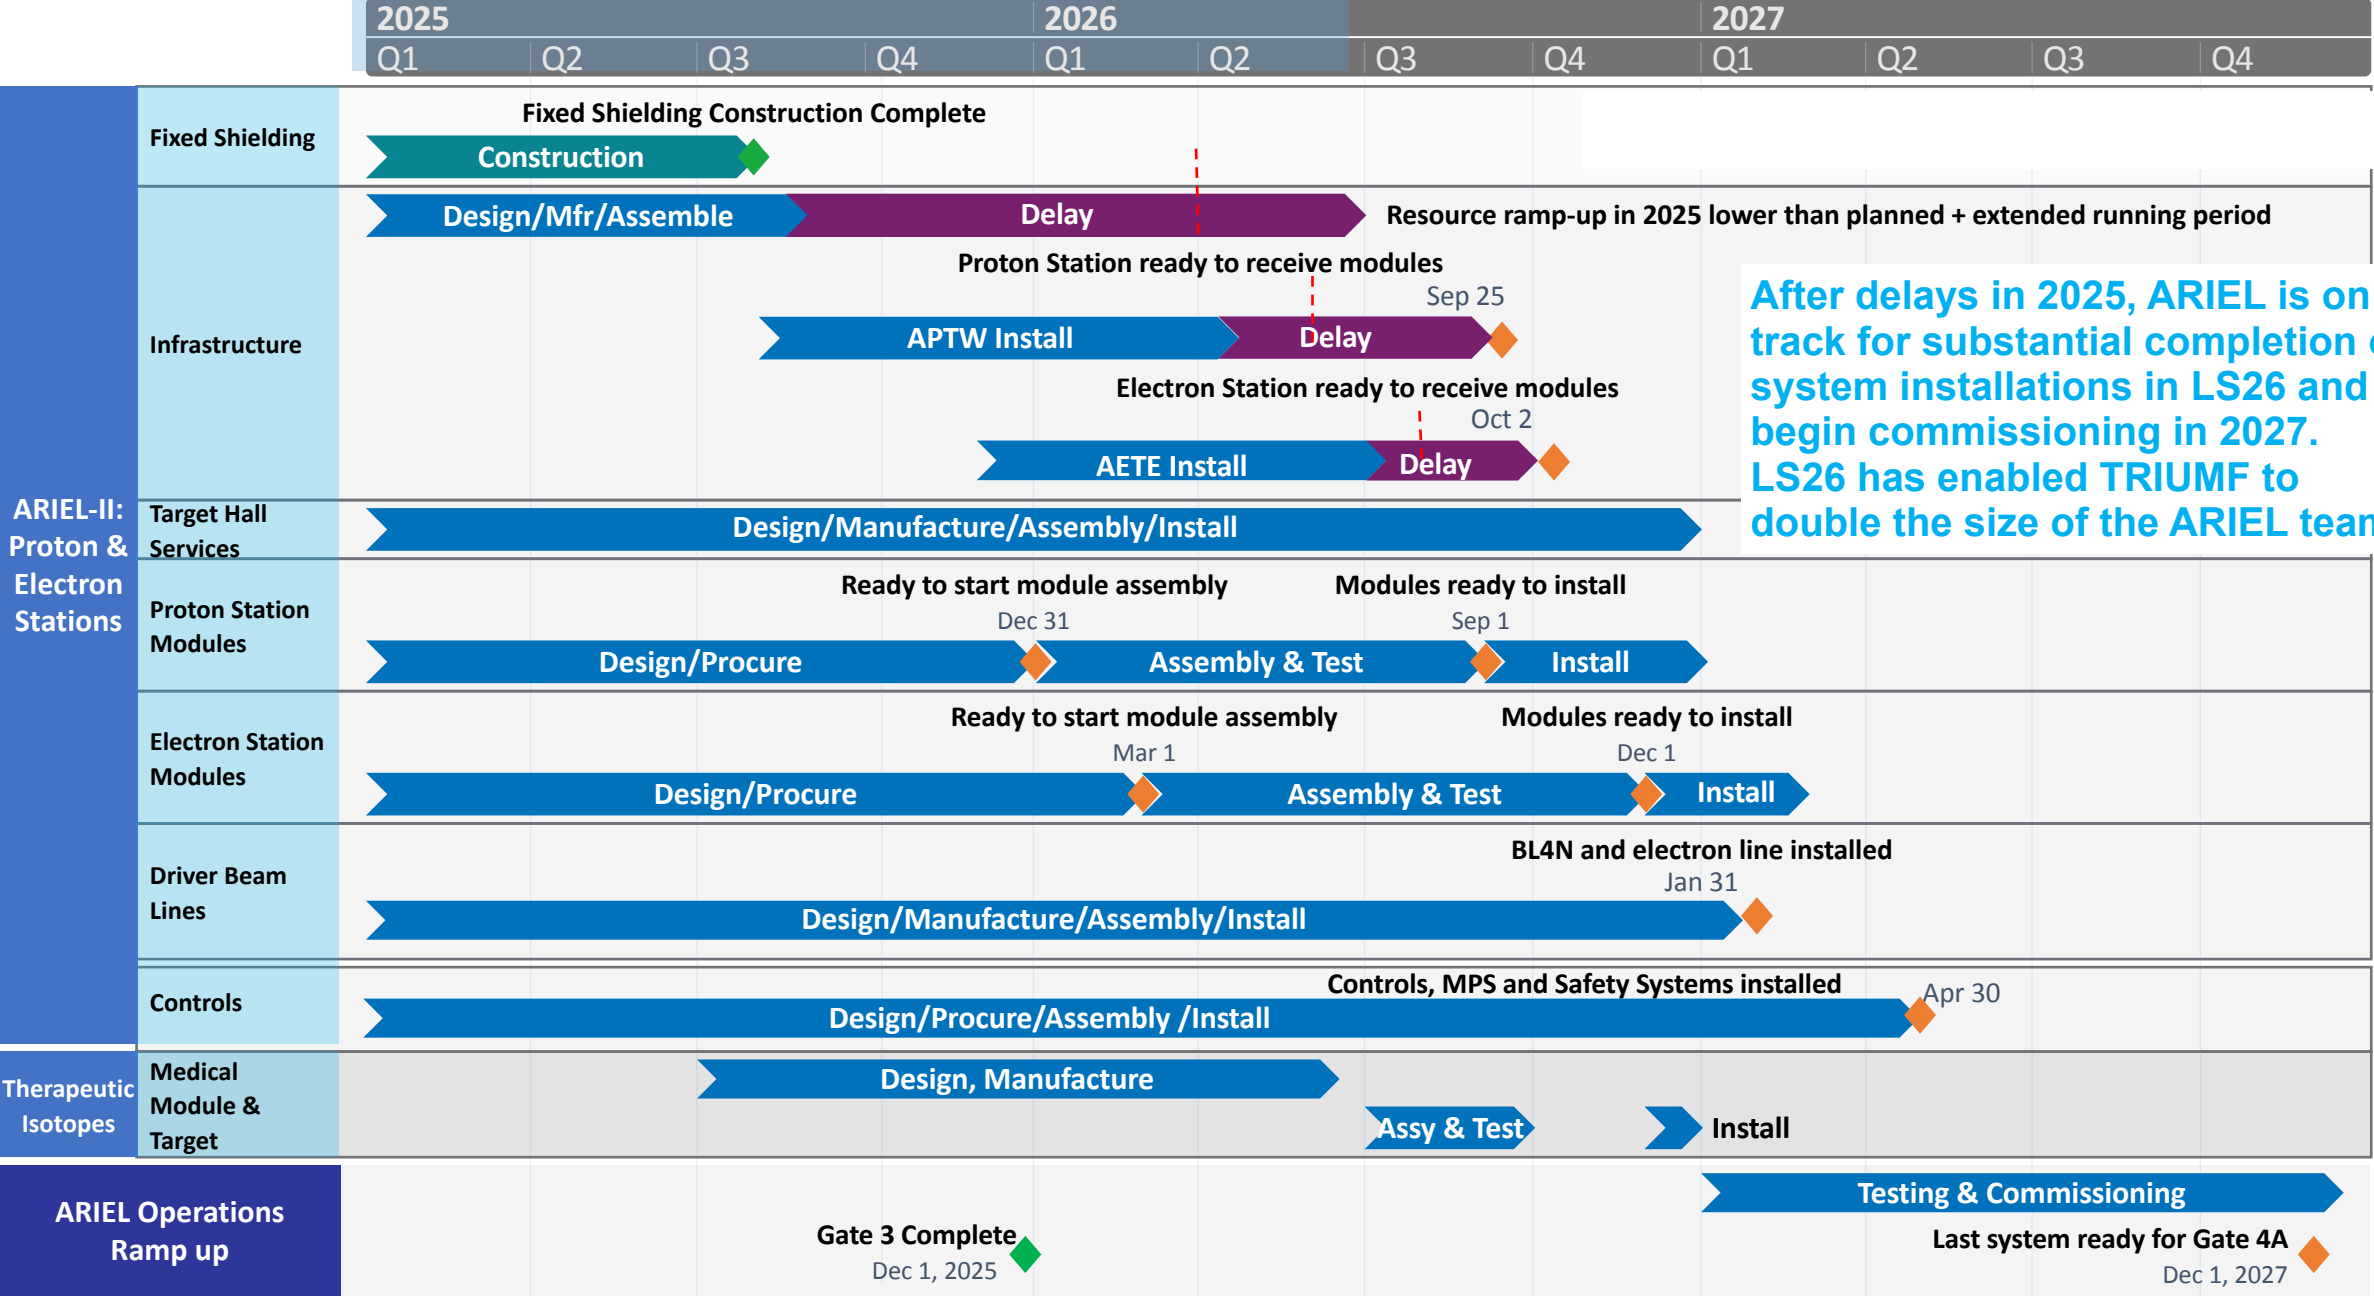 2025
2026
2027
Q1
Q2
Q3
Q4
Q1
Q2
Q3
Q4
Q1
Q2
Q3
Q4
ARIEL-II:
Proton &
Electron
Stations
Fixed Shielding
Fixed Shielding Construction Complete
Construction
Infrastructure
Design/Mfr/Assemble
Delay
Resource ramp-up in 2025 lower than planned + extended running period
Proton Station ready to receive modules
Sep 25
APTW Install
Delay
Electron Station ready to receive modules
Oct 2
AETE Install
Delay
After delays in 2025, ARIEL is on
track for substantial completion
system installations in LS26 and
begin commissioning in 2027.
LS26 has enabled TRIUMF to
double the size of the ARIEL
Target Hall
Services
Design/Manufacture/Assembly/Install
Proton Station
Modules
Ready to start module assembly
Dec 31
Modules ready to install
Sep 1
Design/Procure
Assembly & Test
Install
Electron Station
Modules
Ready to start module assembly
Mar 1
Modules ready to install
Dec 1
Design/Procure
Assembly & Test
Install
Driver Beam
Lines
BL4N and electron line installed
Jan 31
Design/Manufacture/Assembly/Install
Controls
Controls, MPS and Safety Systems installed
Apr 30
Design/Procure/Assembly /Install
Therapeutic
Isotopes
Medical
Module &
Target
Design, Manufacture
Assy & Test
Install
ARIEL Operations
Ramp up
Testing & Commissioning
Gate 3 Complete
Dec 1, 2025
Last system ready for Gate 4A
Dec 1, 2027